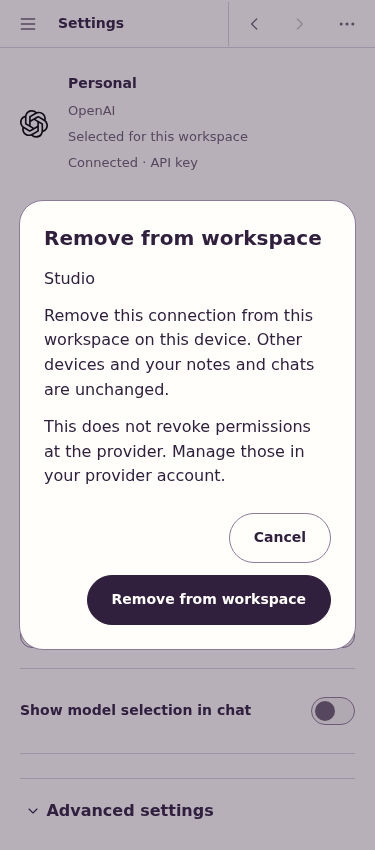 Settings
Personal
OpenAI
Selected for this workspace
Connected · API key
Remove from workspace
Studio
Remove this connection from this
workspace on this device. Other
devices and your notes and chats
are unchanged.
This does not revoke permissions
at the provider. Manage those in
your provider account.
Cancel
Remove from workspace
Show model selection in chat
Advanced settings